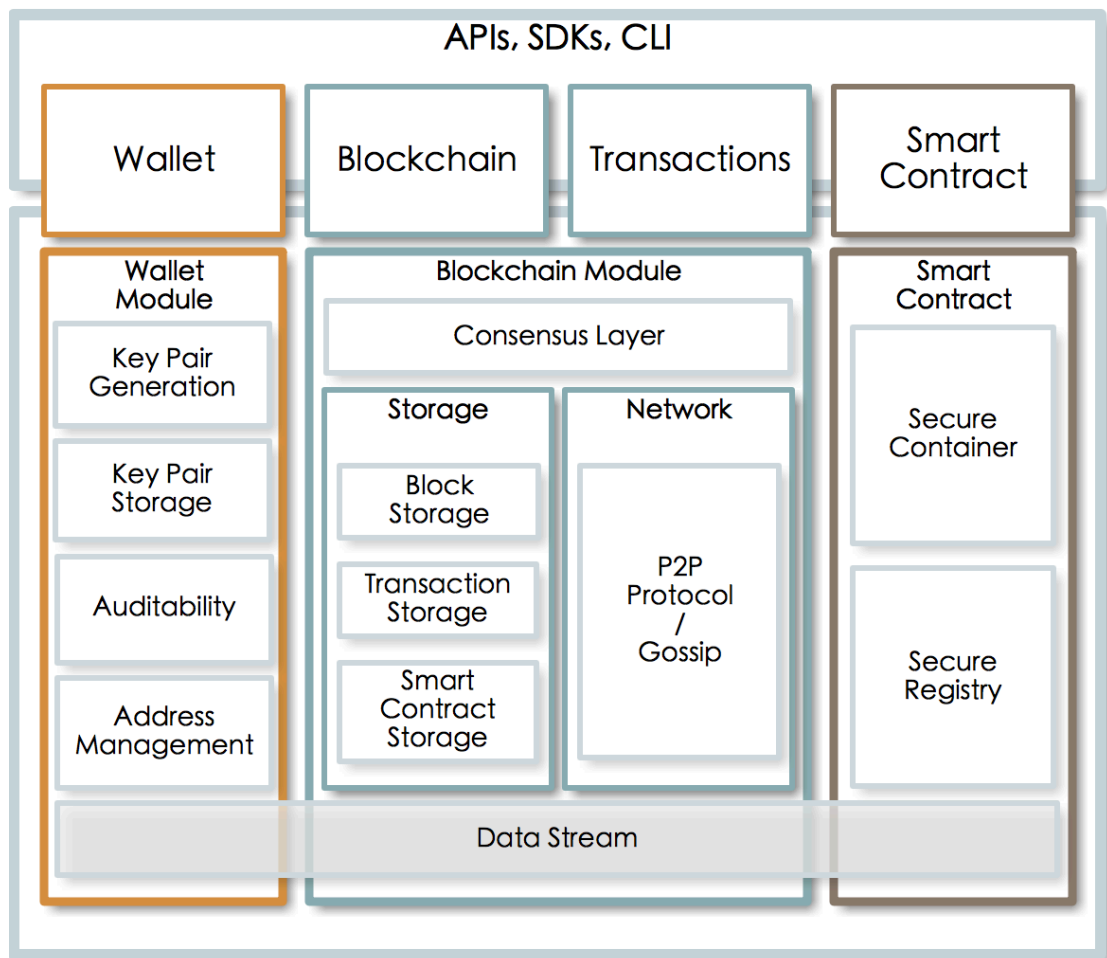 APIs, SDKs, CLI
Wallet
Blockchain
Transactions
Smart
Contract
Wallet
Module
Key Pair
Generation
Key Pair
Storage
Auditability
Address
Management
Blockchain Module
Consensus Layer
Storage
Block
Storage
Transaction
Storage
Smart
Contract
Storage
Network
P2P
Protocol
/
Gossip
Smart
Contract
Secure
Container
Secure
Registry
Data Stream